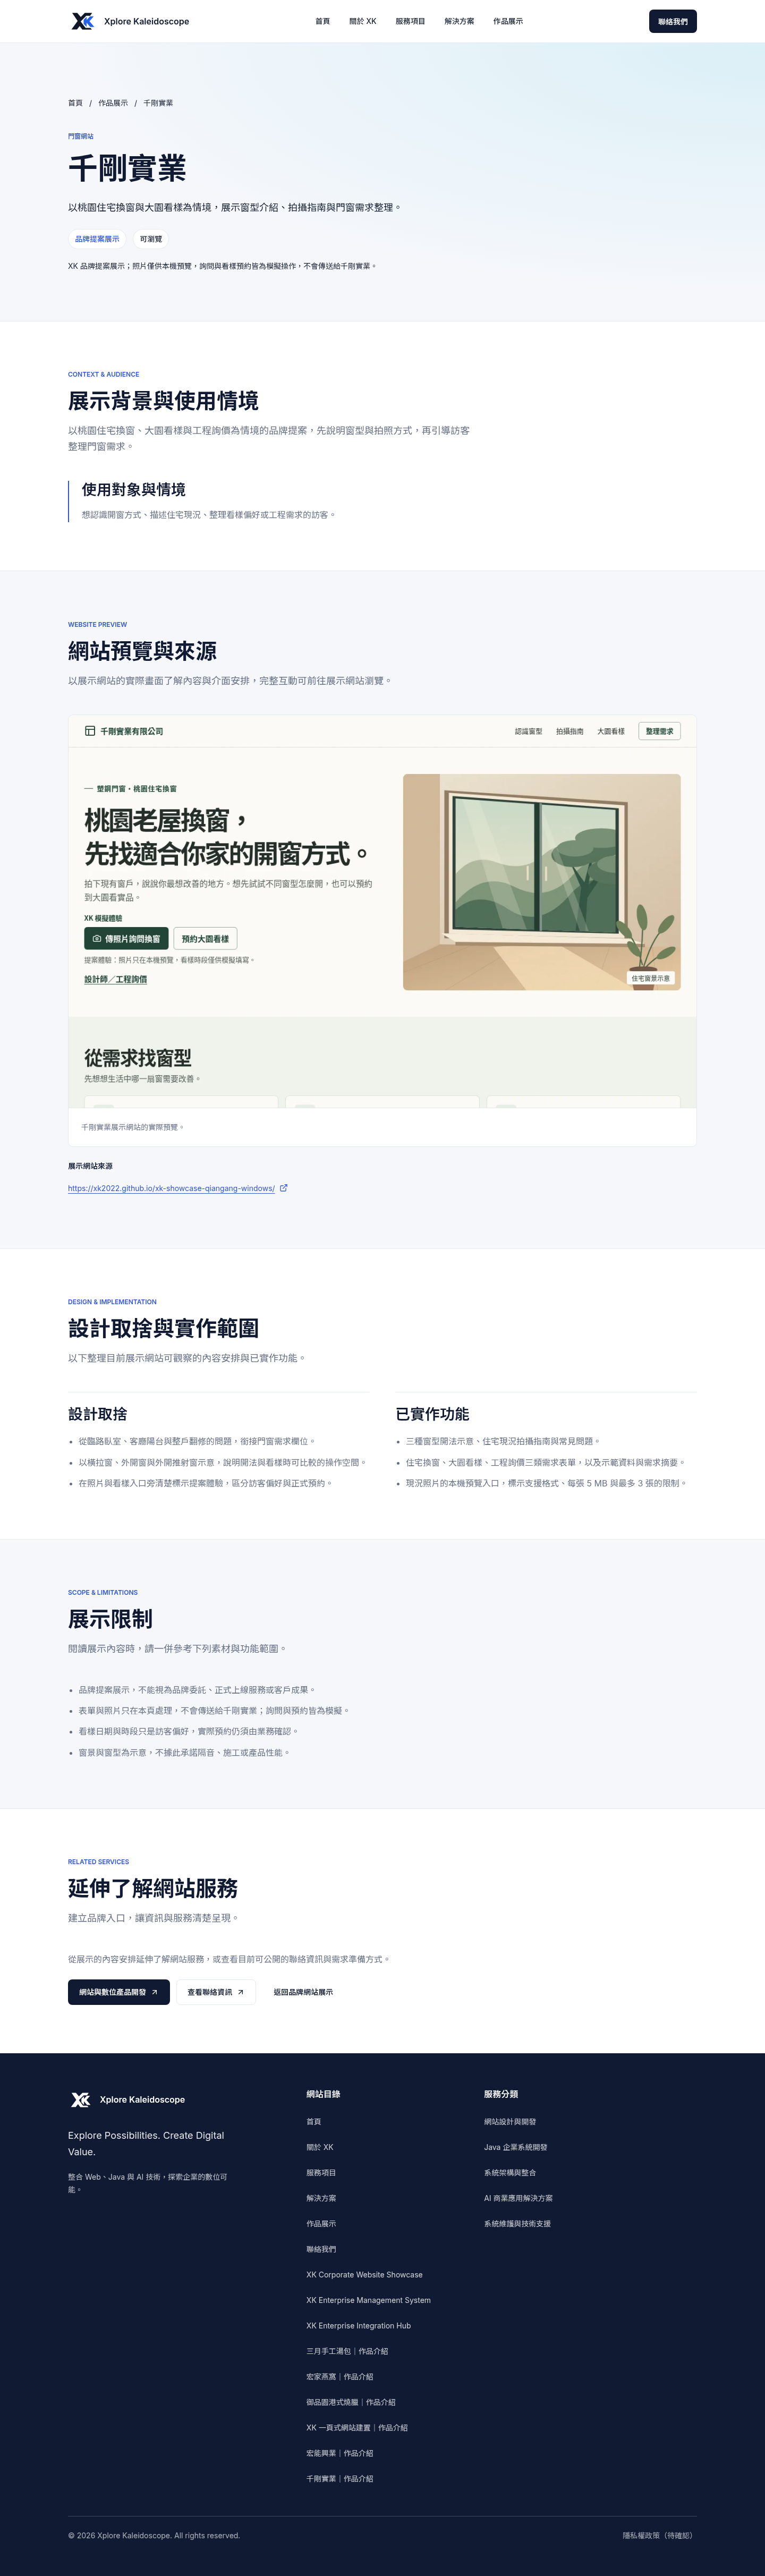 Xplore Kaleidoscope
首頁
關於 XK
服務項目
解決方案
作品展示
聯絡我們
首頁 / 作品展示 / 千剛實業
門窗網站
千剛實業
以桃園住宅換窗與大園看樣為情境，展示窗型介紹、拍攝指南與門窗需求整理。
品牌提案展示
可瀏覽
XK 品牌提案展示；照片僅供本機預覽，詢問與看樣預約皆為模擬操作，不會傳送給千剛實業。
CONTEXT & AUDIENCE
展示背景與使用情境
以桃園住宅換窗、大園看樣與工程詢價為情境的品牌提案，先說明窗型與拍照方式，再引導訪客
整理門窗需求。
使用對象與情境
想認識開窗方式、描述住宅現況、整理看樣偏好或工程需求的訪客。
WEBSITE PREVIEW
網站預覽與來源
以展示網站的實際畫面了解內容與介面安排，完整互動可前往展示網站瀏覽。
千剛實業有限公司
認識窗型
拍攝指南
大園看樣
整理需求
塑鋼門窗・桃園住宅換窗
桃園老屋換窗，
先找適合你家的開窗方式。
拍下現有窗戶，說說你最想改善的地方。想先試試不同窗型怎麼開，也可以預約
到大園看實品。
XK 模擬體驗
傳照片詢問換窗
預約大園看樣
提案體驗：照片只在本機預覽，看樣時段僅供模擬填寫。
設計師／工程詢價
住宅窗景示意
從需求找窗型
先想想生活中哪一扇窗需要改善。
千剛實業展示網站的實際預覽。
展示網站來源
https://xk2022.github.io/xk-showcase-qiangang-windows/
DESIGN & IMPLEMENTATION
設計取捨與實作範圍
以下整理目前展示網站可觀察的內容安排與已實作功能。
設計取捨
• 從臨路臥室、客廳陽台與整戶翻修的問題，銜接門窗需求欄位。
• 以橫拉窗、外開窗與外開推射窗示意，說明開法與看樣時可比較的操作空間。
• 在照片與看樣入口旁清楚標示提案體驗，區分訪客偏好與正式預約。
已實作功能
• 三種窗型開法示意、住宅現況拍攝指南與常見問題。
• 住宅換窗、大園看樣、工程詢價三類需求表單，以及示範資料與需求摘要。
• 現況照片的本機預覽入口，標示支援格式、每張 5 MB 與最多 3 張的限制。
SCOPE & LIMITATIONS
展示限制
閱讀展示內容時，請一併參考下列素材與功能範圍。
• 品牌提案展示，不能視為品牌委託、正式上線服務或客戶成果。
• 表單與照片只在本頁處理，不會傳送給千剛實業；詢問與預約皆為模擬。
• 看樣日期與時段只是訪客偏好，實際預約仍須由業務確認。
• 窗景與窗型為示意，不據此承諾隔音、施工或產品性能。
RELATED SERVICES
延伸了解網站服務
建立品牌入口，讓資訊與服務清楚呈現。
從展示的內容安排延伸了解網站服務，或查看目前可公開的聯絡資訊與需求準備方式。
網站與數位產品開發
查看聯絡資訊
返回品牌網站展示
Xplore Kaleidoscope
Explore Possibilities. Create Digital
Value.
整合 Web、Java 與 AI 技術，探索企業的數位可
能。
網站目錄
首頁
關於 XK
服務項目
解決方案
作品展示
聯絡我們
XK Corporate Website Showcase
XK Enterprise Management System
XK Enterprise Integration Hub
三月手工湯包｜作品介紹
宏家燕窩｜作品介紹
御品園港式燒臘｜作品介紹
XK 一頁式網站建置｜作品介紹
宏能興業｜作品介紹
千剛實業｜作品介紹
服務分類
網站設計與開發
Java 企業系統開發
系統架構與整合
AI 商業應用解決方案
系統維護與技術支援
© 2026 Xplore Kaleidoscope. All rights reserved.
隱私權政策（待確認）